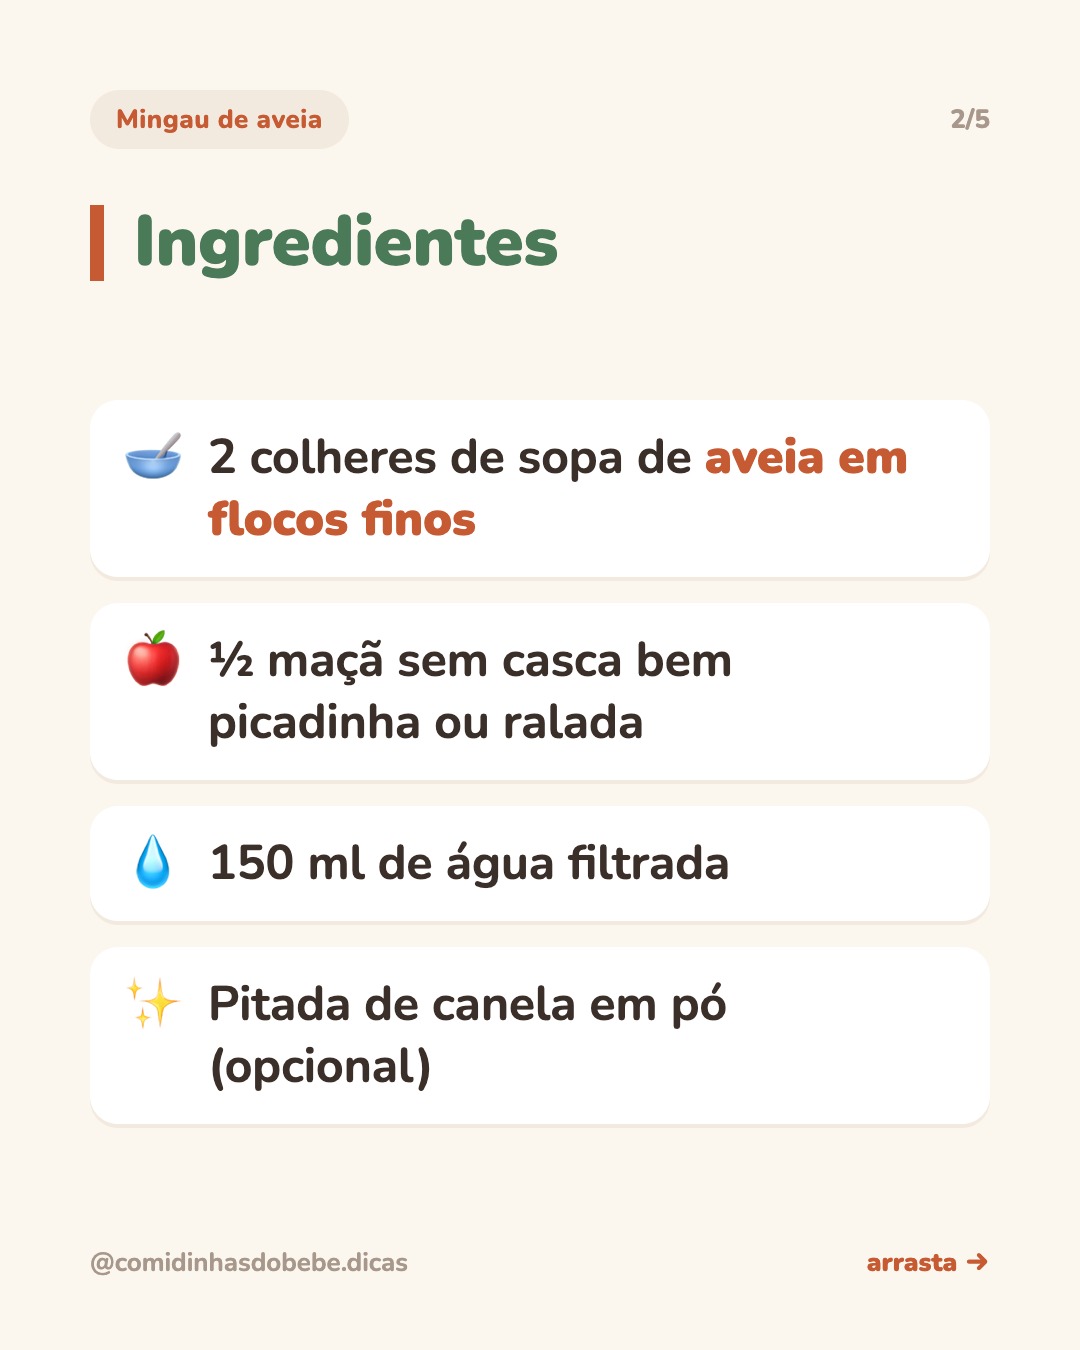 Mingau de aveia
2/5
Ingredientes
2 colheres de sopa de aveia em
flocos finos
½ maçã sem casca bem
picadinha ou ralada
150 ml de água filtrada
Pitada de canela em pó
(opcional)
@comidinhasdobebe.dicas
arrasta →